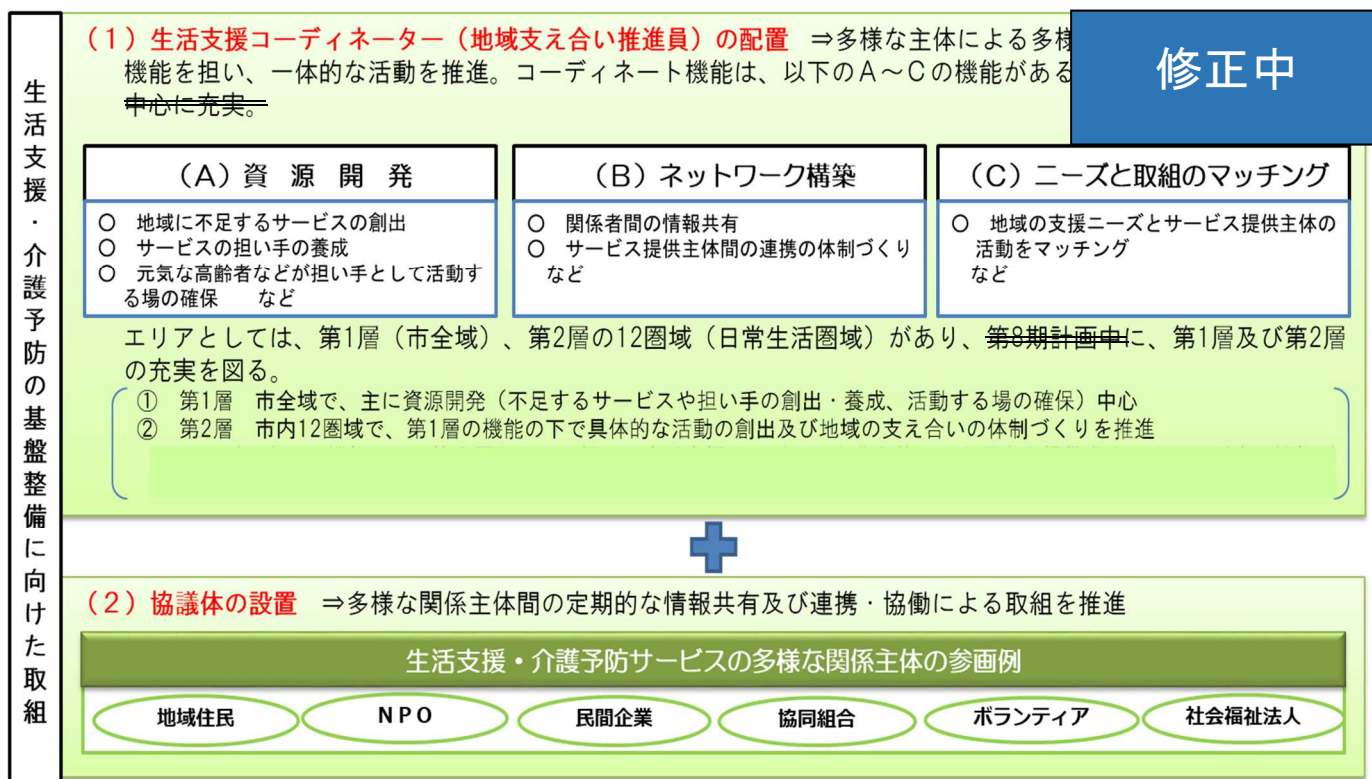 生活支援・介護予防の基盤整備に向けた取組
（１）生活支援コーディネーター（地域支え合い推進員）の配置　⇒多様な主体による多様
機能を担い、一体的な活動を推進。コーディネート機能は、以下のＡ～Ｃの機能がある
中心に充実。
修正中
（Ａ）資　源　開　発
○　地域に不足するサービスの創出
○　サービスの担い手の養成
○　元気な高齢者などが担い手として活動す
る場の確保　　など
（Ｂ）ネットワーク構築
○　関係者間の情報共有
○　サービス提供主体間の連携の体制づくり
など
（Ｃ）ニーズと取組のマッチング
○　地域の支援ニーズとサービス提供主体の
活動をマッチング
など
エリアとしては、第1層（市全域）、第2層の12圏域（日常生活圏域）があり、第8期計画中に、第1層及び第2層
の充実を図る。
①　第1層　市全域で、主に資源開発（不足するサービスや担い手の創出・養成、活動する場の確保）中心
②　第2層　市内12圏域で、第1層の機能の下で具体的な活動の創出及び地域の支え合いの体制づくりを推進
（２）協議体の設置　⇒多様な関係主体間の定期的な情報共有及び連携・協働による取組を推進
生活支援・介護予防サービスの多様な関係主体の参画例
地域住民
ＮＰＯ
民間企業
協同組合
ボランティア
社会福祉法人